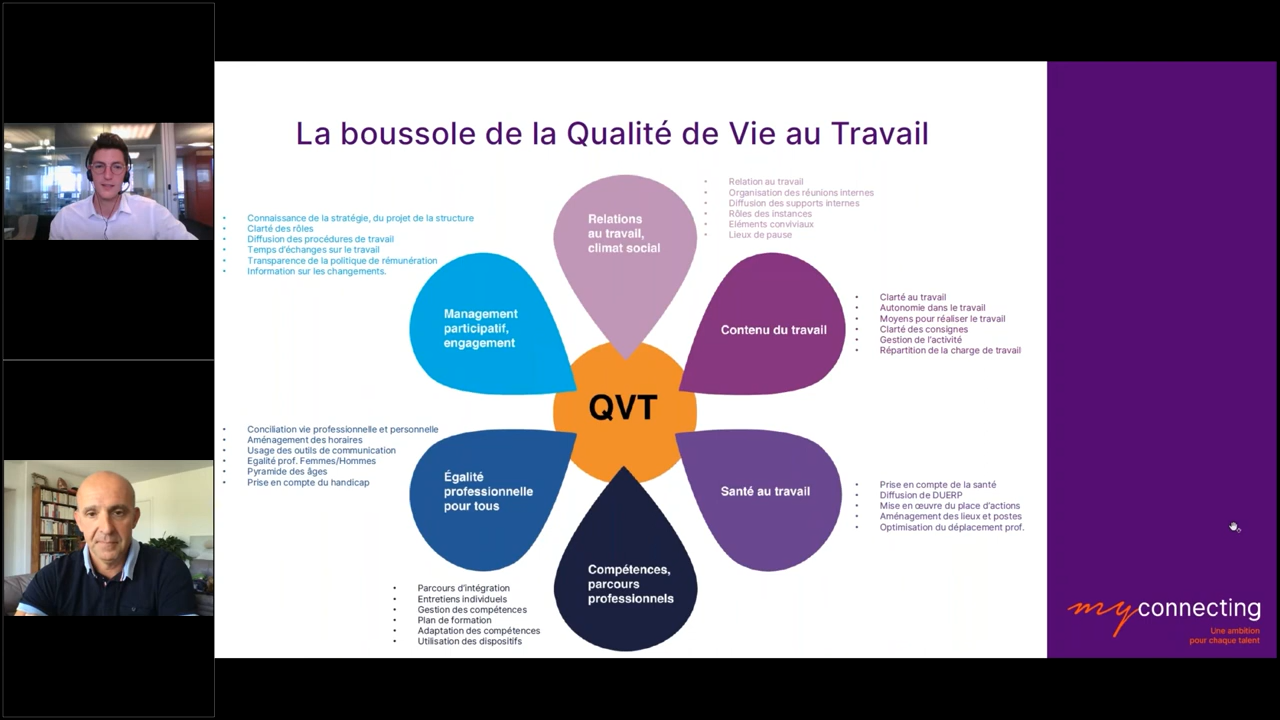 La boussole de la Qualité de Vie au Travail
Relations
au travail,
climat social
• Relation au travail
• Organisation des réunions internes
• Diffusion des supports internes
• Rôles des instances
• Eléments conviviaux
• Lieux de pause
• Connaissance de la stratégie, du projet de la structure
• Clarté des rôles
• Diffusion des procédures de travail
• Temps d'échanges sur le travail
• Transparence de la politique de rémunération
• Information sur les changements.
Management
participatif,
engagement
Contenu du travail
• Clarté au travail
• Autonomie dans le travail
• Moyens pour réaliser le travail
• Clarté des consignes
• Gestion de l'activité
• Répartition de la charge de travail
QVT
• Conciliation vie professionnelle et personnelle
• Aménagement des horaires
• Usage des outils de communication
• Egalité prof. Femmes/Hommes
• Pyramide des âges
• Prise en compte du handicap
Égalité
professionnelle
pour tous
Santé au travail
• Prise en compte de la santé
• Diffusion de DUERP
• Mise en œuvre du place d'actions
• Aménagement des lieux et postes
• Optimisation du déplacement prof.
Compétences,
parcours
professionnels
• Parcours d'intégration
• Entretiens individuels
• Gestion des compétences
• Plan de formation
• Adaptation des compétences
• Utilisation des dispositifs
myconnecting
Une ambition
pour chaque talent